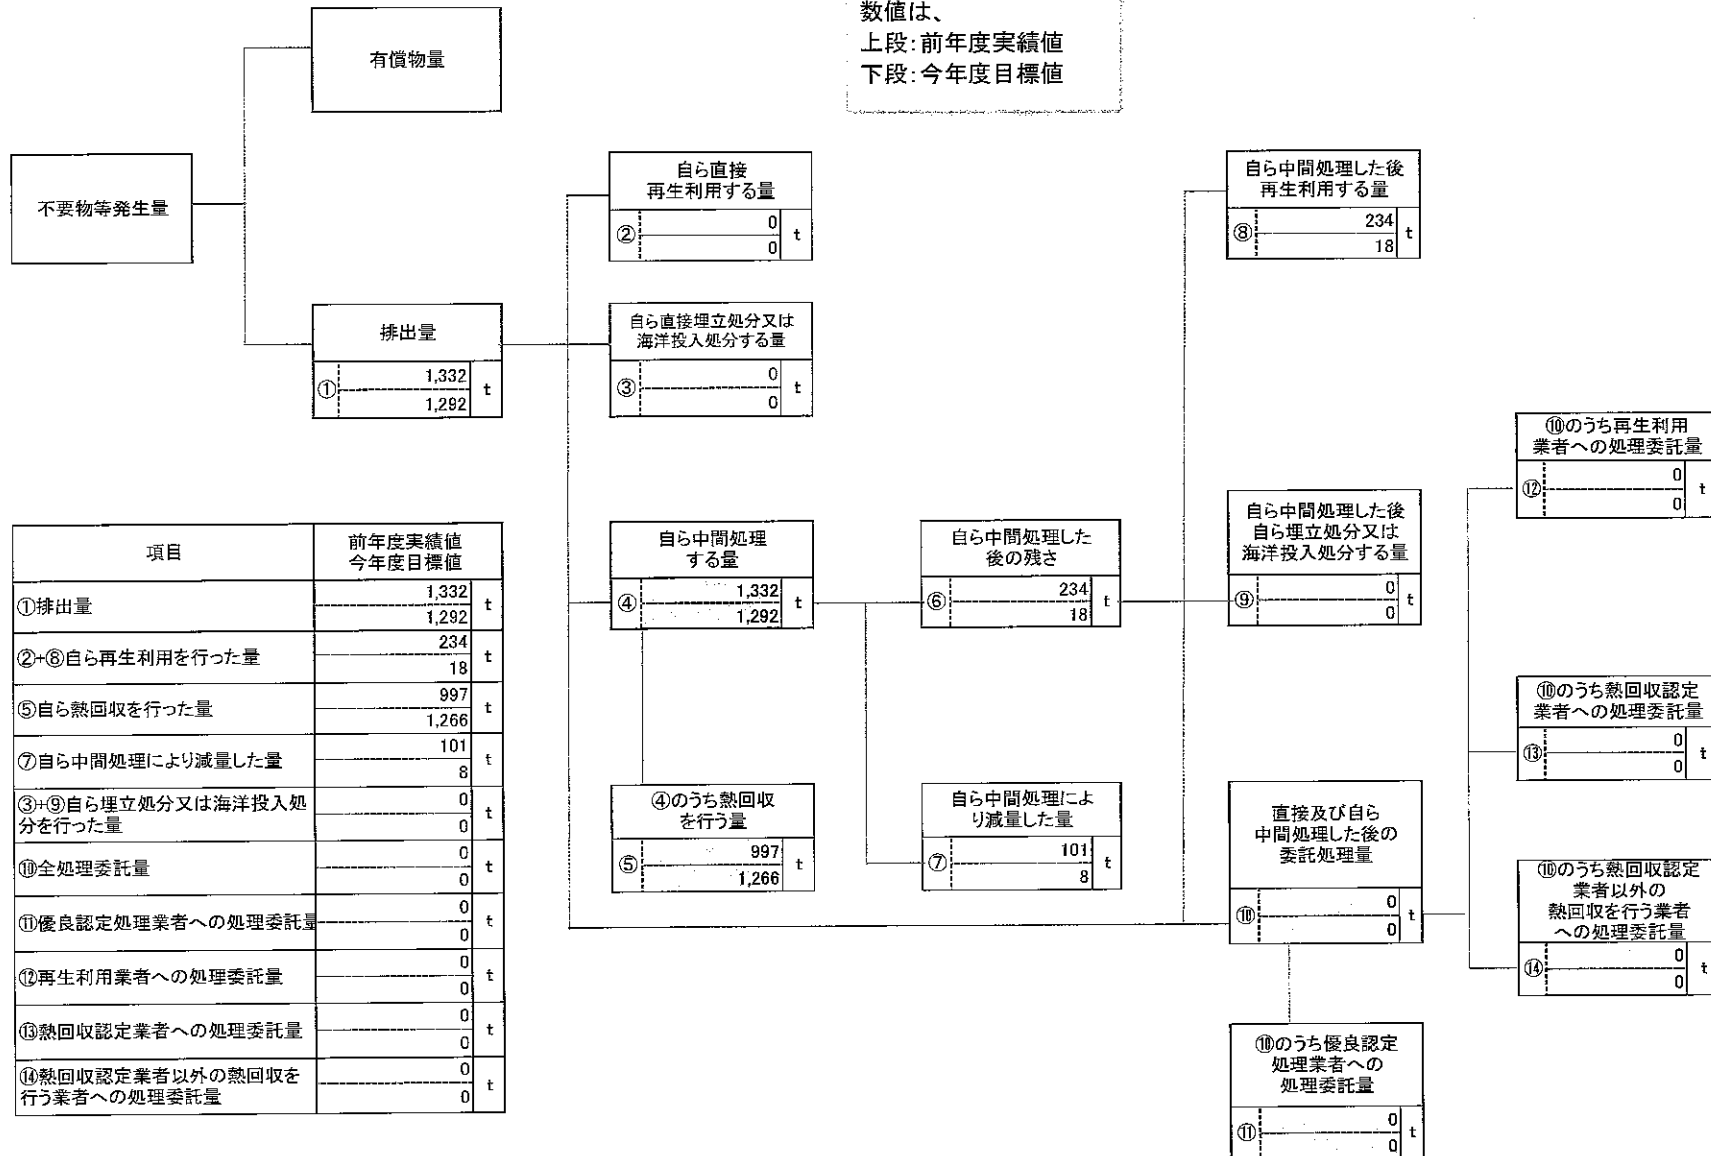 数値は、
上段:前年度実績値
下段:今年度目標値
有償物量
不要物等発生量
排出量
①
1,332
1,292
t
自ら直接
再生利用する量
②
0
0
t
自ら直接埋立処分又は
海洋投入処分する量
③
0
0
t
自ら中間処理
する量
④
1,332
1,292
t
④のうち熱回収
を行う量
⑤
997
1,266
t
自ら中間処理した
後の残さ
⑥
234
18
t
自ら中間処理によ
り減量した量
⑦
101
8
t
自ら中間処理した後
再生利用する量
⑧
234
18
t
自ら中間処理した後
自ら埋立処分又は
海洋投入処分する量
⑨
0
0
t
直接及び自ら
中間処理した後の
委託処理量
⑩
0
0
t
⑩のうち優良認定
処理業者への
処理委託量
⑪
0
0
t
⑩のうち再生利用
業者への処理委託量
⑫
0
0
t
⑩のうち熱回収認定
業者への処理委託量
⑬
0
0
t
⑩のうち熱回収認定
業者以外の
熱回収を行う業者
への処理委託量
⑭
0
0
t
項目
前年度実績値
今年度目標値
①排出量
1,332
1,292
t
②+⑧自ら再生利用を行った量
234
18
t
⑤自ら熱回収を行った量
997
1,266
t
⑦自ら中間処理により減量した量
101
8
t
③+⑨自ら埋立処分又は海洋投入処
分を行った量
0
0
t
⑩全処理委託量
0
0
t
⑪優良認定処理業者への処理委託量
0
0
t
⑫再生利用業者への処理委託量
0
0
t
⑬熱回収認定業者への処理委託量
0
0
t
⑭熱回収認定業者以外の熱回収を
行う業者への処理委託量
0
0
t